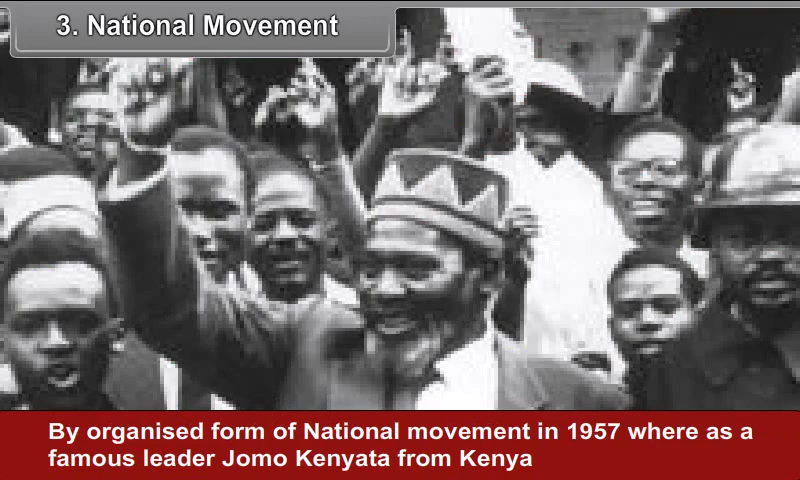 3. National Movement
By organised form of National movement in 1957 where as a
famous leader Jomo Kenyata from Kenya